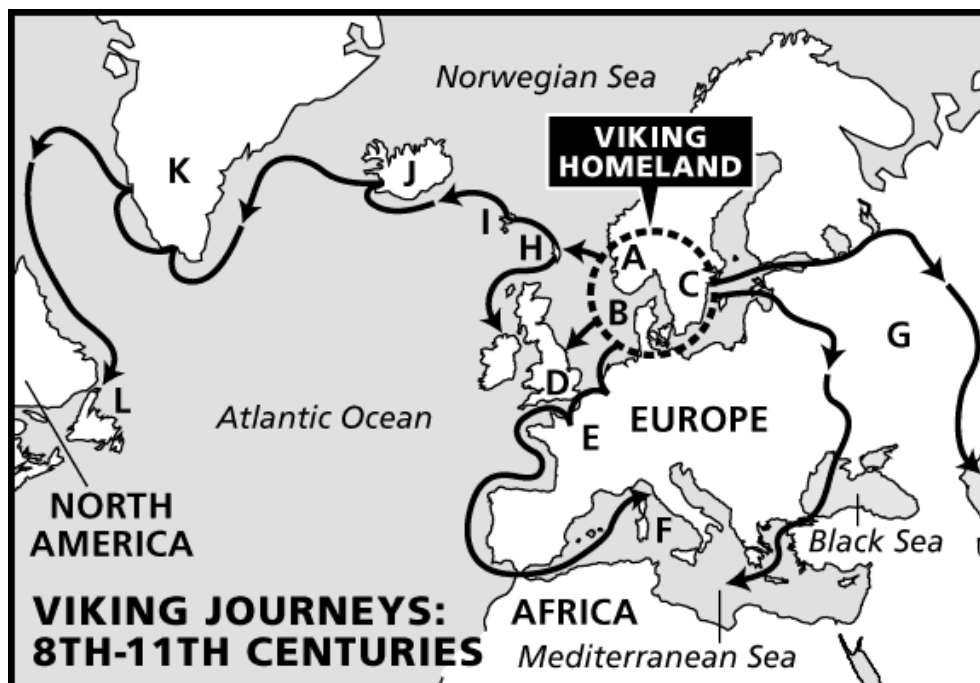 Norwegian Sea
VIKING
HOMELAND
K
J
I
H
A
C
B
G
D
L
Atlantic Ocean
E
EUROPE
NORTH
AMERICA
F
Black Sea
VIKING JOURNEYS:
8TH-11TH CENTURIES
AFRICA
Mediterranean Sea